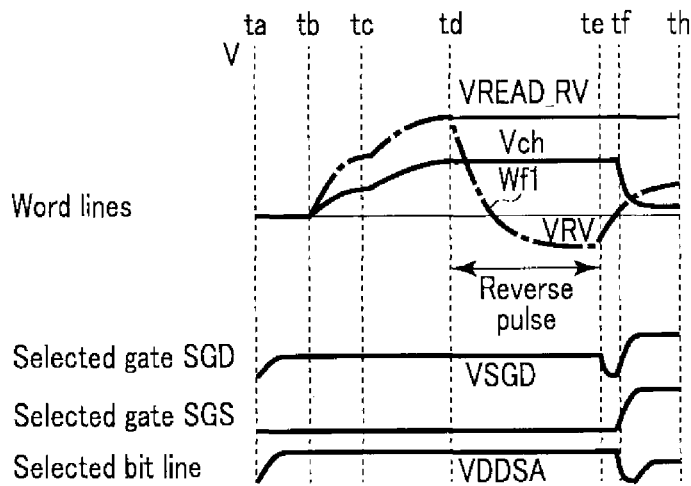 ta tb tc td te tf th
V
VREAD_RV
Vch
Wf1
Word lines
VRV
Reverse
pulse
Selected gate SGD
VSGD
Selected gate SGS
Selected bit line
VDDSA